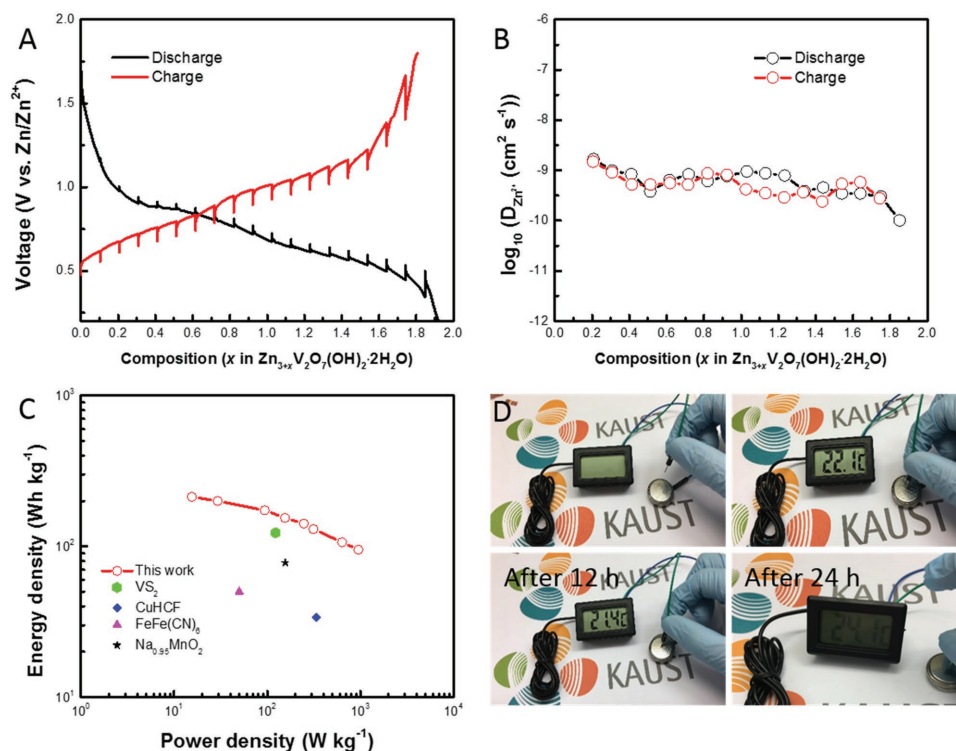 A
Discharge
Charge
Voltage (V vs. Zn/Zn²⁺)
2.0
1.5
1.0
0.5
0.0 0.2 0.4 0.6 0.8 1.0 1.2 1.4 1.6 1.8 2.0
Composition (x in Zn₃₊ₓV₂O₇(OH)₂·2H₂O
B
Discharge
Charge
log₁₀ (D_Zn²⁺ (cm² s⁻¹))
-6
-7
-8
-9
-10
-11
-12
0.0 0.2 0.4 0.6 0.8 1.0 1.2 1.4 1.6 1.8 2.0
Composition (x in Zn₃₊ₓV₂O₇(OH)₂·2H₂O
C
Energy density (Wh kg⁻¹)
10³
10²
10¹
This work
VS₂
CuHCF
FeFe(CN)₆
Na₀.₉₅MnO₂
10⁰ 10¹ 10² 10³ 10⁴
Power density (W kg⁻¹)
D
KAUST
KAUST
KAUST
22.1c
KAUST
After 12 h
21.4c
KAUST
After 24 h
24.1c
KAUST